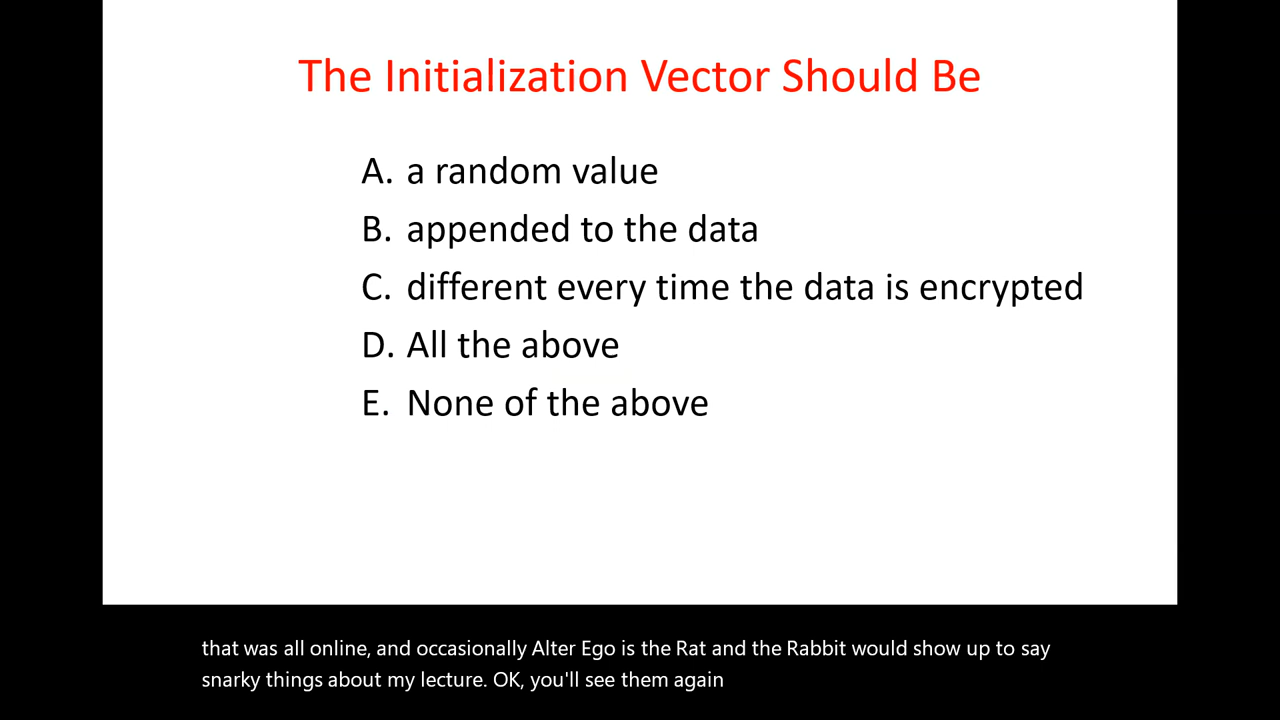 The Initialization Vector Should Be
A. a random value
B. appended to the data
C. different every time the data is encrypted
D. All the above
E. None of the above
that was all online, and occasionally Alter Ego is the Rat and the Rabbit would show up to say
snarky things about my lecture. OK, you'll see them again